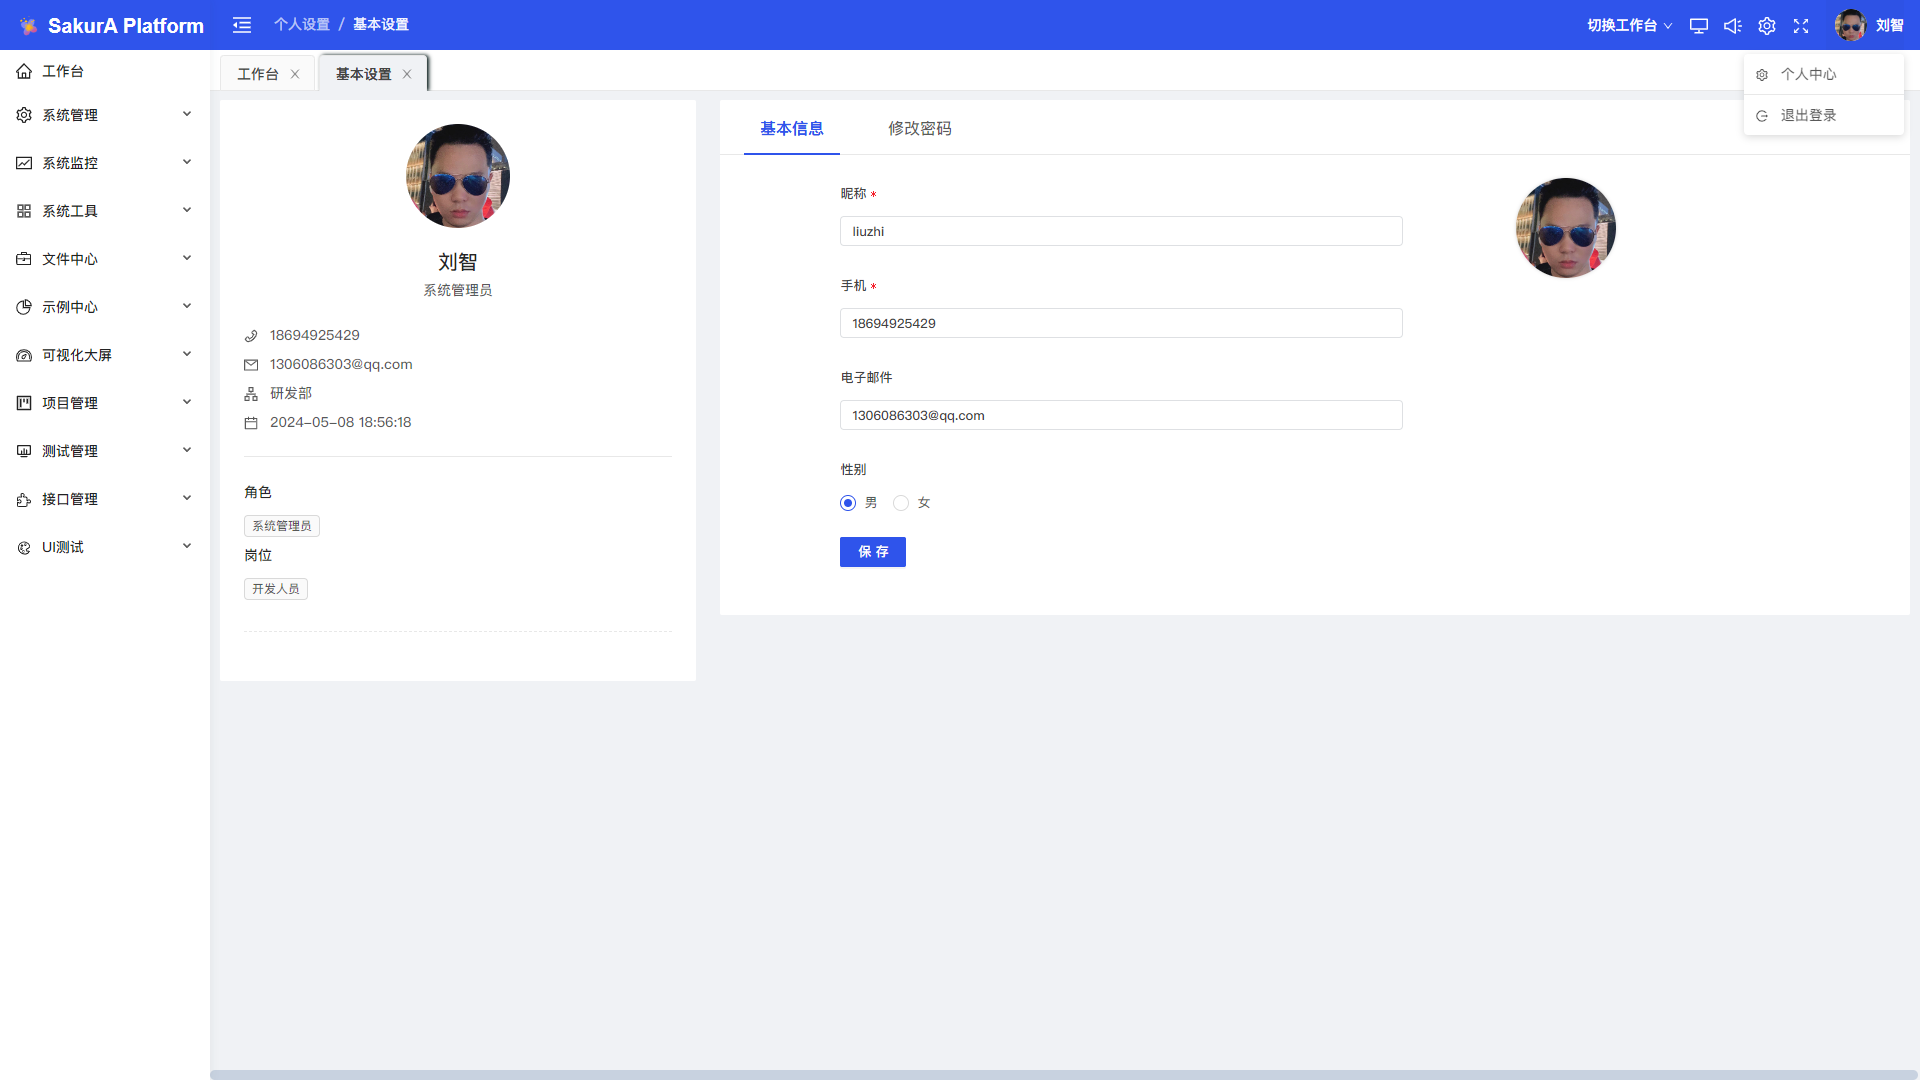 SakurA Platform
个人设置 / 基本设置
切换工作台
刘智
工作台
系统管理
系统监控
系统工具
文件中心
示例中心
可视化大屏
项目管理
测试管理
接口管理
UI测试
工作台
基本设置
个人中心
退出登录
刘智
系统管理员
18694925429
1306086303@qq.com
研发部
2024-05-08 18:56:18
角色
系统管理员
岗位
开发人员
基本信息
修改密码
昵称 *
liuzhi
手机 *
18694925429
电子邮件
1306086303@qq.com
性别
男 女
保 存